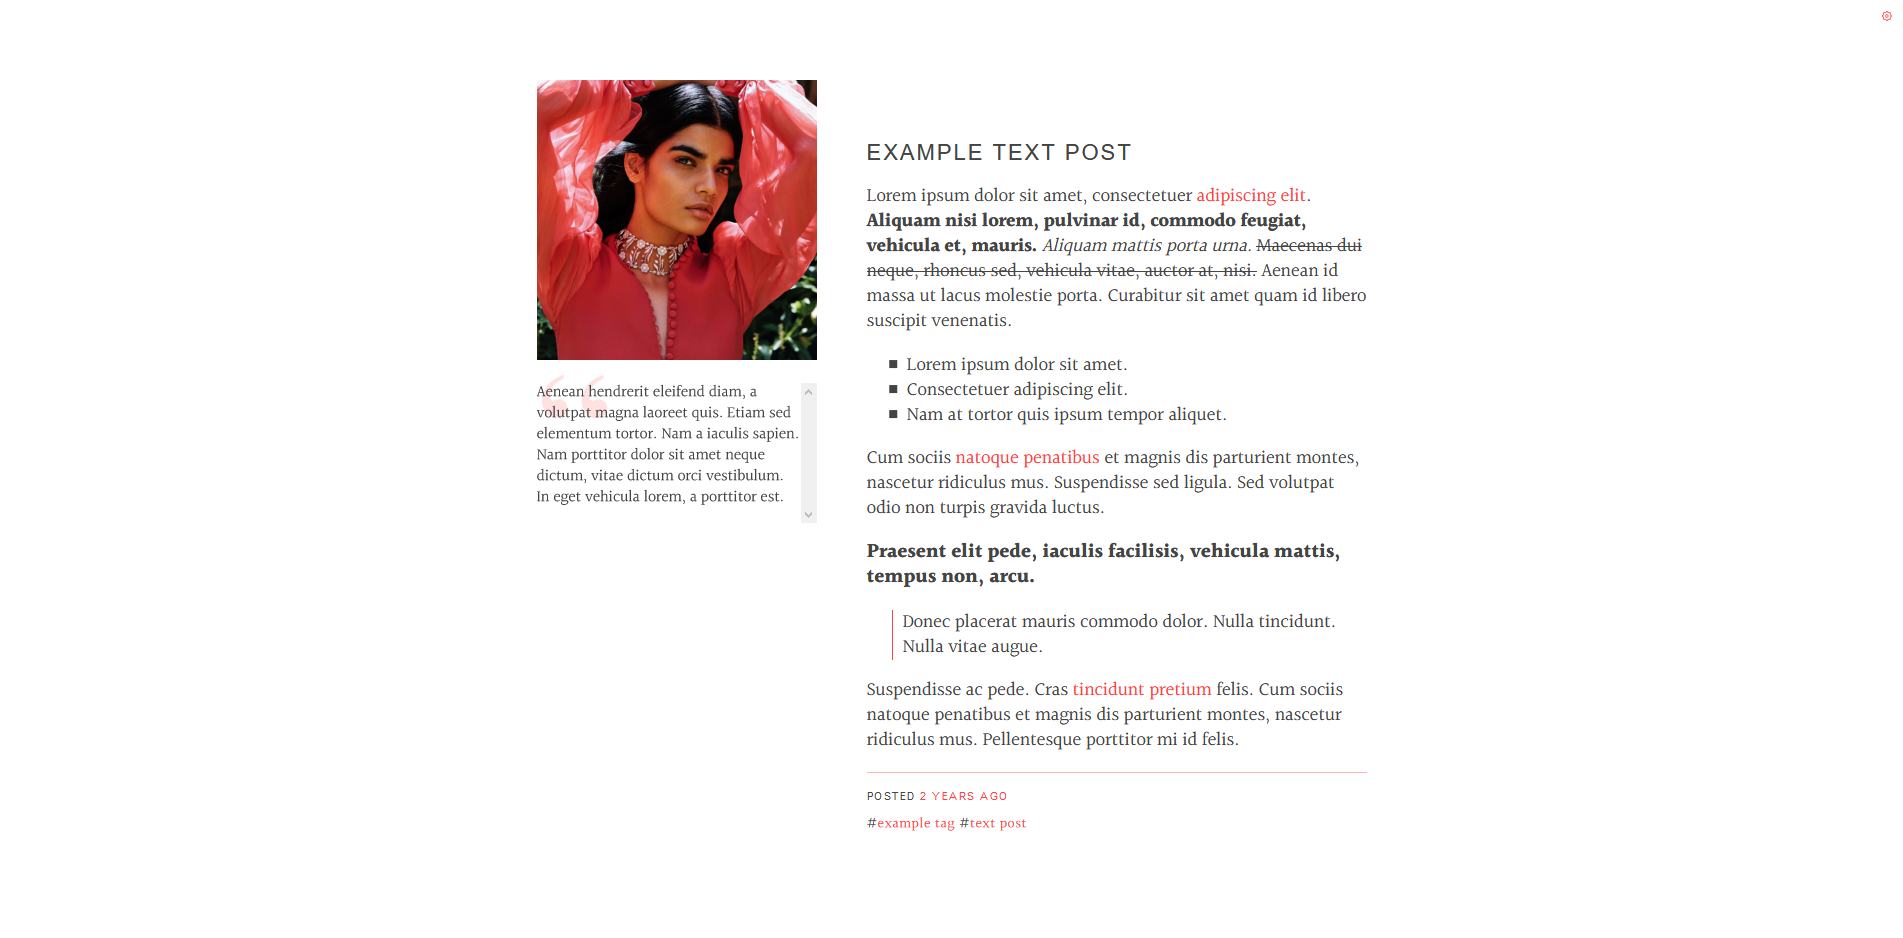 Aenean hendrerit eleifend diam, a
volutpat magna laoreet quis. Etiam sed
elementum tortor. Nam a iaculis sapien.
Nam porttitor dolor sit amet neque
dictum, vitae dictum orci vestibulum.
In eget vehicula lorem, a porttitor est.
EXAMPLE TEXT POST
Lorem ipsum dolor sit amet, consectetuer adipiscing elit.
Aliquam nisi lorem, pulvinar id, commodo feugiat,
vehicula et, mauris. Aliquam mattis porta urna. Maecenas dui
neque, rhoncus sed, vehicula vitae, auctor at, nisi. Aenean id
massa ut lacus molestie porta. Curabitur sit amet quam id libero
suscipit venenatis.
■ Lorem ipsum dolor sit amet.
■ Consectetuer adipiscing elit.
■ Nam at tortor quis ipsum tempor aliquet.
Cum sociis natoque penatibus et magnis dis parturient montes,
nascetur ridiculus mus. Suspendisse sed ligula. Sed volutpat
odio non turpis gravida luctus.
Praesent elit pede, iaculis facilisis, vehicula mattis,
tempus non, arcu.
Donec placerat mauris commodo dolor. Nulla tincidunt.
Nulla vitae augue.
Suspendisse ac pede. Cras tincidunt pretium felis. Cum sociis
natoque penatibus et magnis dis parturient montes, nascetur
ridiculus mus. Pellentesque porttitor mi id felis.
POSTED 2 YEARS AGO
#example tag #text post